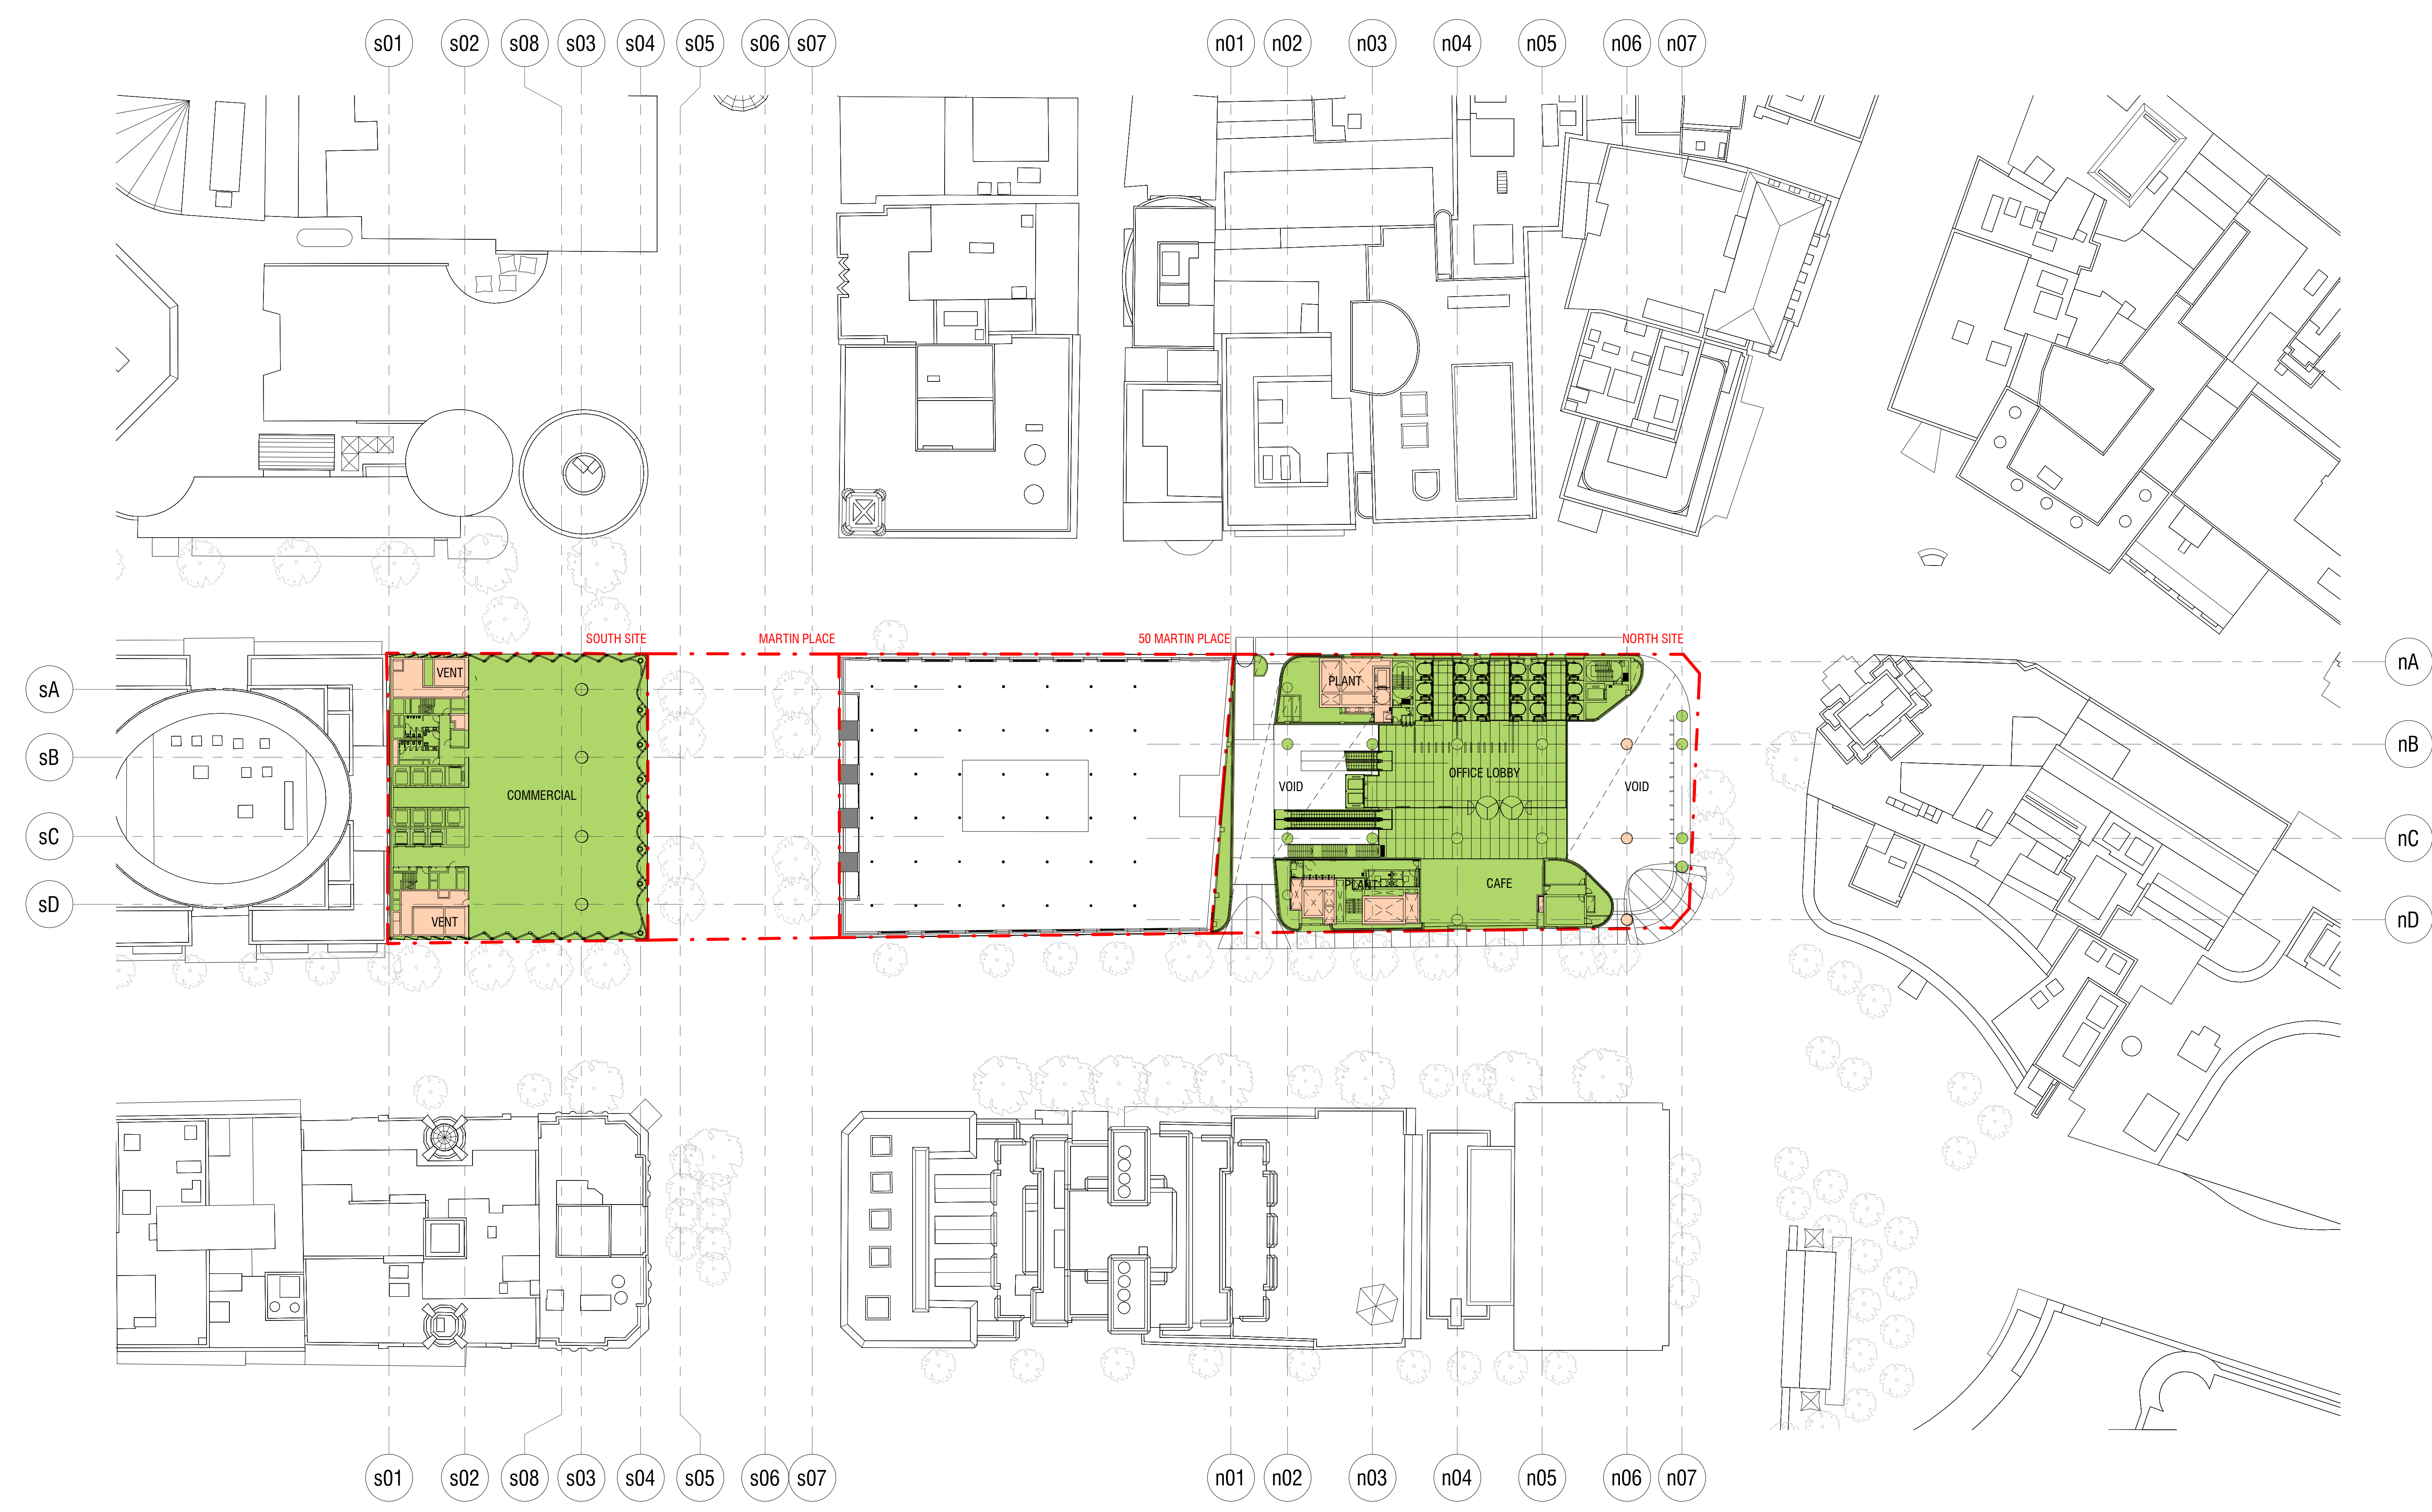 s01 s02 s08 s03 s04 s05 s06 s07 n01 n02 n03 n04 n05 n06 n07
SOUTH SITE MARTIN PLACE 50 MARTIN PLACE NORTH SITE
sA nA
VENT PLANT
sB nB
OFFICE LOBBY
COMMERCIAL VOID VOID
sC nC
PLANT CAFE
sD nD
VENT
s01 s02 s08 s03 s04 s05 s06 s07 n01 n02 n03 n04 n05 n06 n07